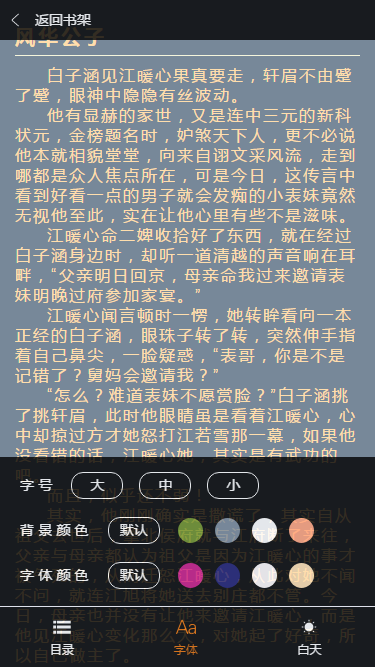 返回书架
风华公子
白子涵见江暖心果真要走，轩眉不由蹙
了蹙，眼神中隐隐有丝波动。
他有显赫的家世，又是连中三元的新科
状元，金榜题名时，妒煞天下人，更不必说
他本就相貌堂堂，向来自诩文采风流，走到
哪都是众人焦点所在，可是今日，这传言中
看到好看一点的男子就会发痴的小表妹竟然
无视他至此，实在让他心里有些不是滋味。
江暖心命二婢收拾好了东西，就在经过
白子涵身边时，却听一道清越的声音响在耳
畔，“父亲明日回京，母亲命我过来邀请表
妹明晚过府参加家宴。”
江暖心闻言顿时一愣，她转眸看向一本
正经的白子涵，眼珠子转了转，突然伸手指
着自己鼻尖，一脸疑惑，“表哥，你是不是
记错了？舅妈会邀请我？”
“怎么？难道表妹不愿赏脸？”白子涵挑
了挑轩眉，此时他眼睛虽是看着江暖心，心
中却掠过方才她怒打江若雪那一幕，如果他
没看错的话，江暖心她，其实是有武功的
吧
字号 大 中 小
背景颜色 默认
字体颜色 默认
目录 Aa 字体 白天